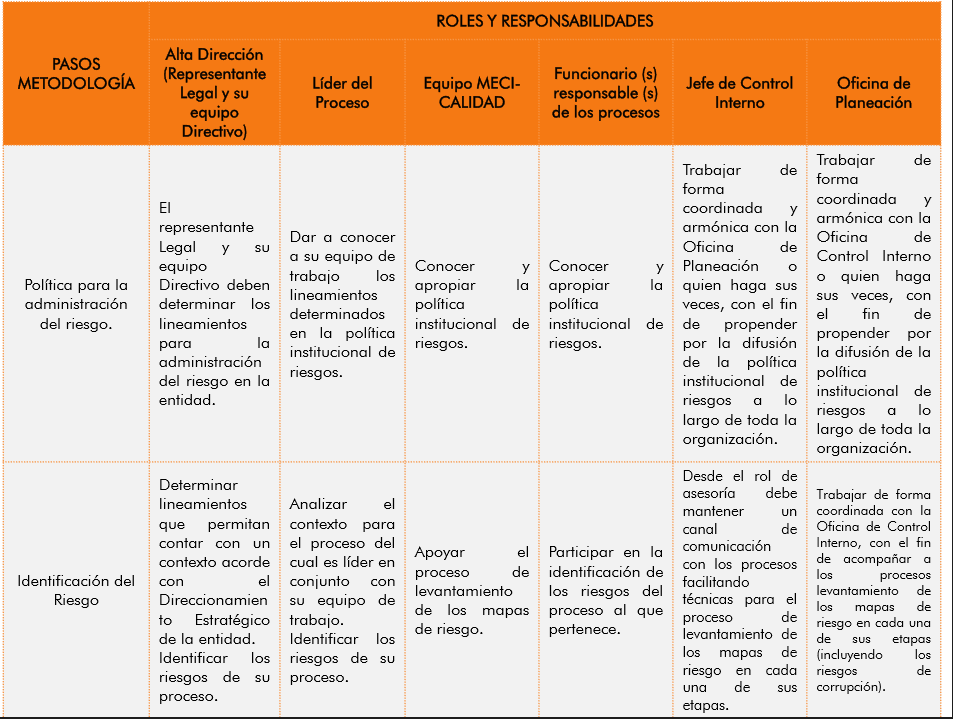 ROLES Y RESPONSABILIDADES
PASOS
METODOLOGÍA
Alta Dirección
(Representante
Legal y su
equipo
Directivo)
Líder del
Proceso
Equipo MECI-
CALIDAD
Funcionario (s)
responsable (s)
de los procesos
Jefe de Control
Interno
Oficina de
Planeación
Política para la
administración
del riesgo.
El
representante
Legal y su
equipo
Directivo deben
determinar los
lineamientos
para la
administración
del riesgo en la
entidad.
Dar a conocer
a su equipo de
trabajo los
lineamientos
determinados
en la política
institucional de
riesgos.
Conocer y
apropiar la
política
institucional de
riesgos.
Conocer y
apropiar la
política
institucional de
riesgos.
Trabajar de
forma
coordinada y
armónica con la
Oficina de
Planeación o
quien haga sus
veces, con el fin
de propender
por la difusión
de la política
institucional de
riesgos a lo
largo de toda la
organización.
Trabajar de
forma
coordinada y
armónica con la
Oficina de
Control Interno
o quien haga
sus veces, con
el fin de
propender por
la difusión de la
política
institucional de
riesgos a lo
largo de toda la
organización.
Identificación del
Riesgo
Determinar
lineamientos
que permitan
contar con un
contexto acorde
con el
Direccionamien
to Estratégico
de la entidad.
Identificar los
riesgos de su
proceso.
Analizar el
contexto para
el proceso del
cual es líder en
conjunto con
su equipo de
trabajo.
Identificar los
riesgos de su
proceso.
Apoyar el
proceso de
levantamiento
de los mapas
de riesgo.
Participar en la
identificación de
los riesgos del
proceso al que
pertenece.
Desde el rol de
asesoría debe
mantener un
canal de
comunicación
con los procesos
facilitando
técnicas para el
proceso de
levantamiento de
los mapas de
riesgo en cada
una de sus
etapas.
Trabajar de forma
coordinada con la
Oficina de Control
Interno, con el fin
de acompañar a
los procesos
levantamiento de
los mapas de
riesgo en cada una
de sus etapas
(incluyendo los
riesgos de
corrupción).